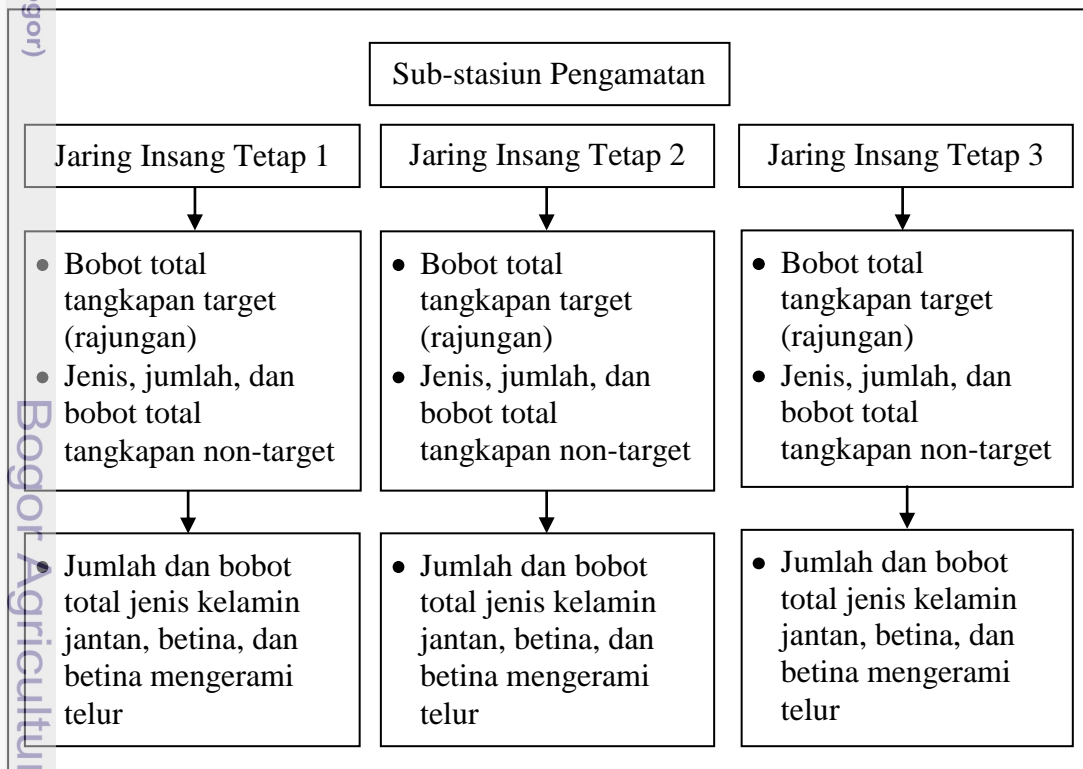 gor)
Sub-stasiun Pengamatan
Jaring Insang Tetap 1
Jaring Insang Tetap 2
Jaring Insang Tetap 3
• Bobot total
tangkapan target
(rajungan)
• Jenis, jumlah, dan
bobot total
tangkapan non-target
• Bobot total
tangkapan target
(rajungan)
• Jenis, jumlah, dan
bobot total
tangkapan non-target
• Bobot total
tangkapan target
(rajungan)
• Jenis, jumlah, dan
bobot total
tangkapan non-target
• Jumlah dan bobot
total jenis kelamin
jantan, betina, dan
betina mengerami
telur
• Jumlah dan bobot
total jenis kelamin
jantan, betina, dan
betina mengerami
telur
• Jumlah dan bobot
total jenis kelamin
jantan, betina, dan
betina mengerami
telur
Bogor Agricultur